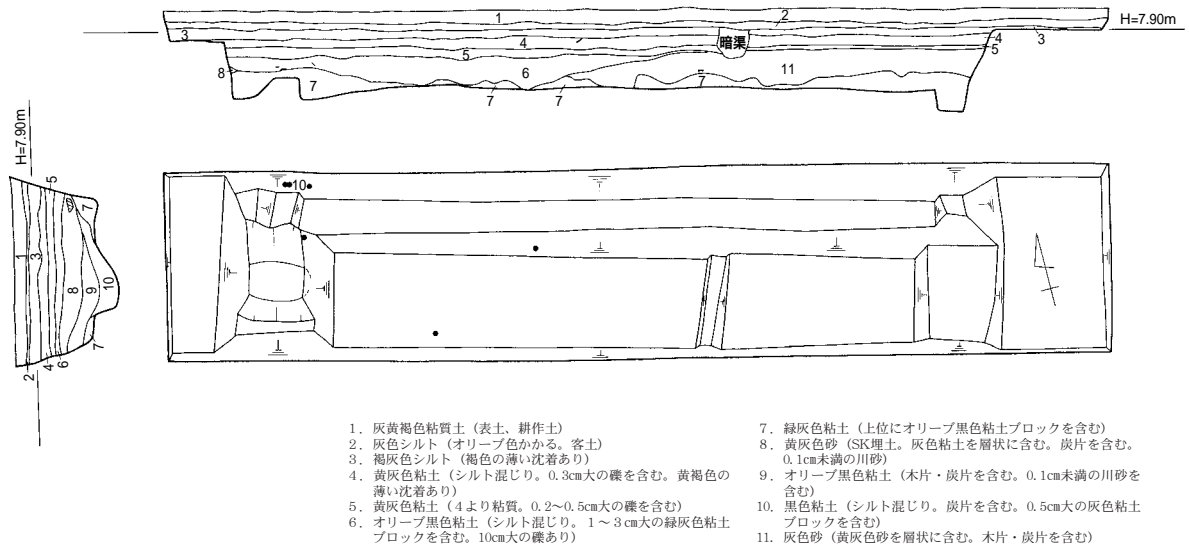 1
2
H=7.90m
3
4
暗渠
3
4
5
5
8
6
11
7
7
7
7
H=7.90m
5
7
10
1
3
8
9
10
7
2
4
6
1．灰黄褐色粘質土（表土、耕作土）
2．灰色シルト（オリーブ色かかる。客土）
3．褐灰色シルト（褐色の薄い沈着あり）
4．黄灰色粘土（シルト混じり。0.3cm大の礫を含む。黄褐色の
薄い沈着あり）
5．黄灰色粘土（４より粘質。0.2～0.5cm大の礫を含む）
6．オリーブ黒色粘土（シルト混じり。１～３cm大の緑灰色粘土
ブロックを含む。10cm大の礫あり）
7．緑灰色粘土（上位にオリーブ黒色粘土ブロックを含む）
8．黄灰色砂（SK埋土。灰色粘土を層状に含む。炭片を含む。
0.1cm未満の川砂）
9．オリーブ黒色粘土（木片・炭片を含む。0.1cm未満の川砂を
含む）
10．黒色粘土（シルト混じり。炭片を含む。0.5cm大の灰色粘土
ブロックを含む）
11．灰色砂（黄灰色砂を層状に含む。木片・炭片を含む）